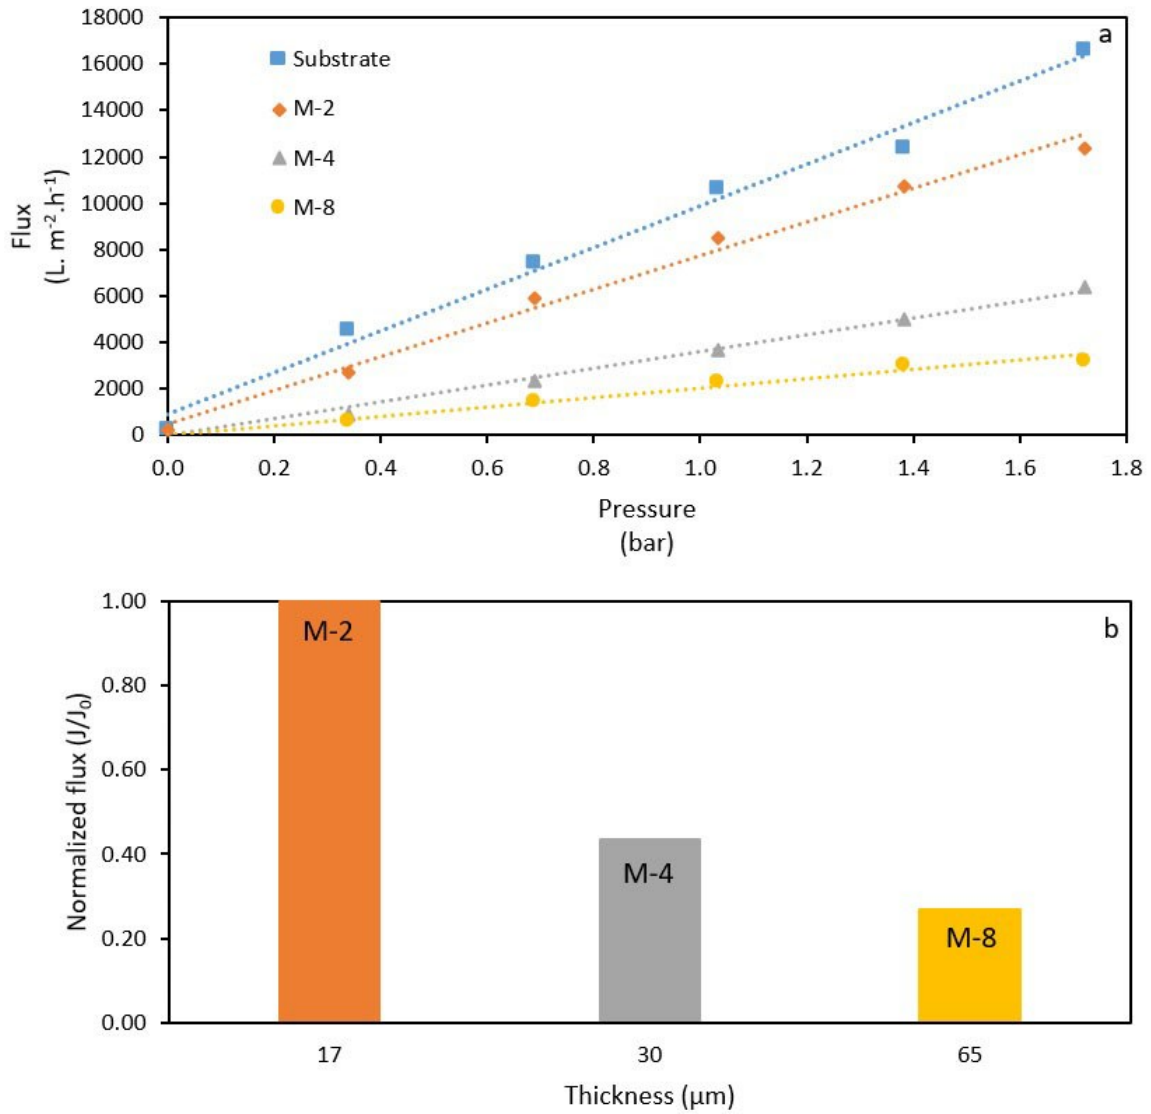 18000
16000
14000
12000
10000
8000
6000
4000
2000
0
Flux
(L. m⁻².h⁻¹)
a
Substrate
M-2
M-4
M-8
0.0 0.2 0.4 0.6 0.8 1.0 1.2 1.4 1.6 1.8
Pressure
(bar)
1.00
0.80
0.60
0.40
0.20
0.00
Normalized flux (J/J₀)
b
M-2
M-4
M-8
17 30 65
Thickness (μm)